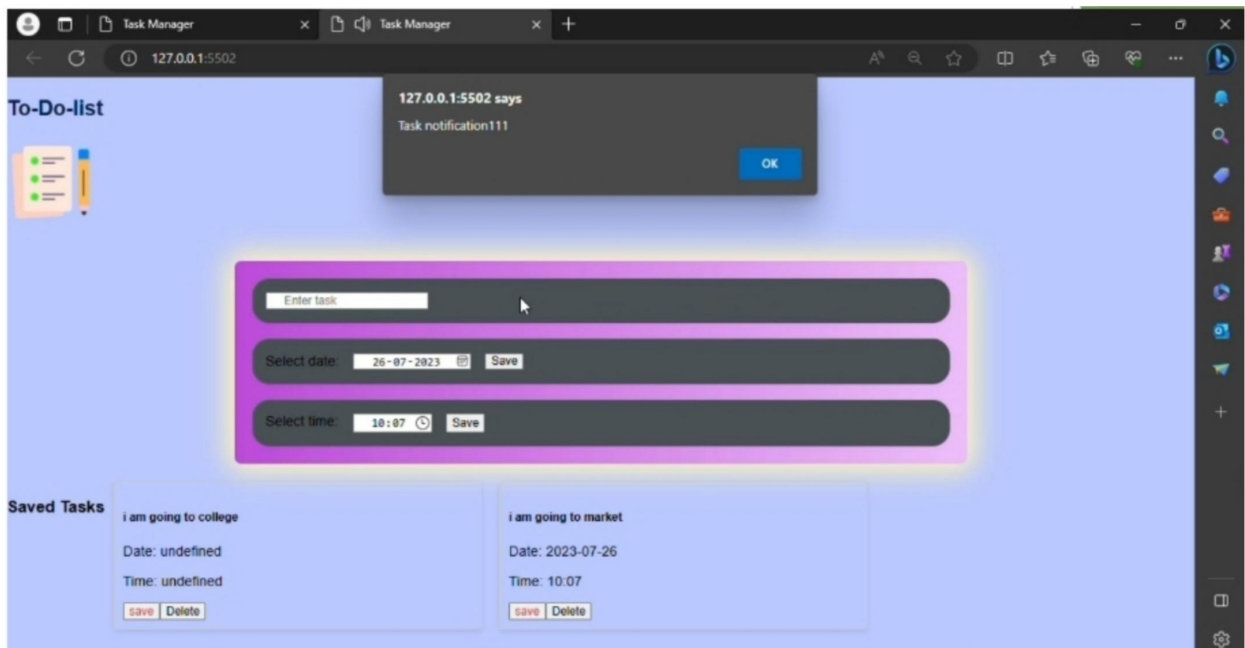 Task Manager
Task Manager
127.0.0.1:5502
127.0.0.1:5502 says
Task notification111
OK
To-Do-list
Enter task
Select date: 26-07-2023 Save
Select time: 10:07 Save
Saved Tasks
i am going to college
Date: undefined
Time: undefined
save Delete
i am going to market
Date: 2023-07-26
Time: 10:07
save Delete